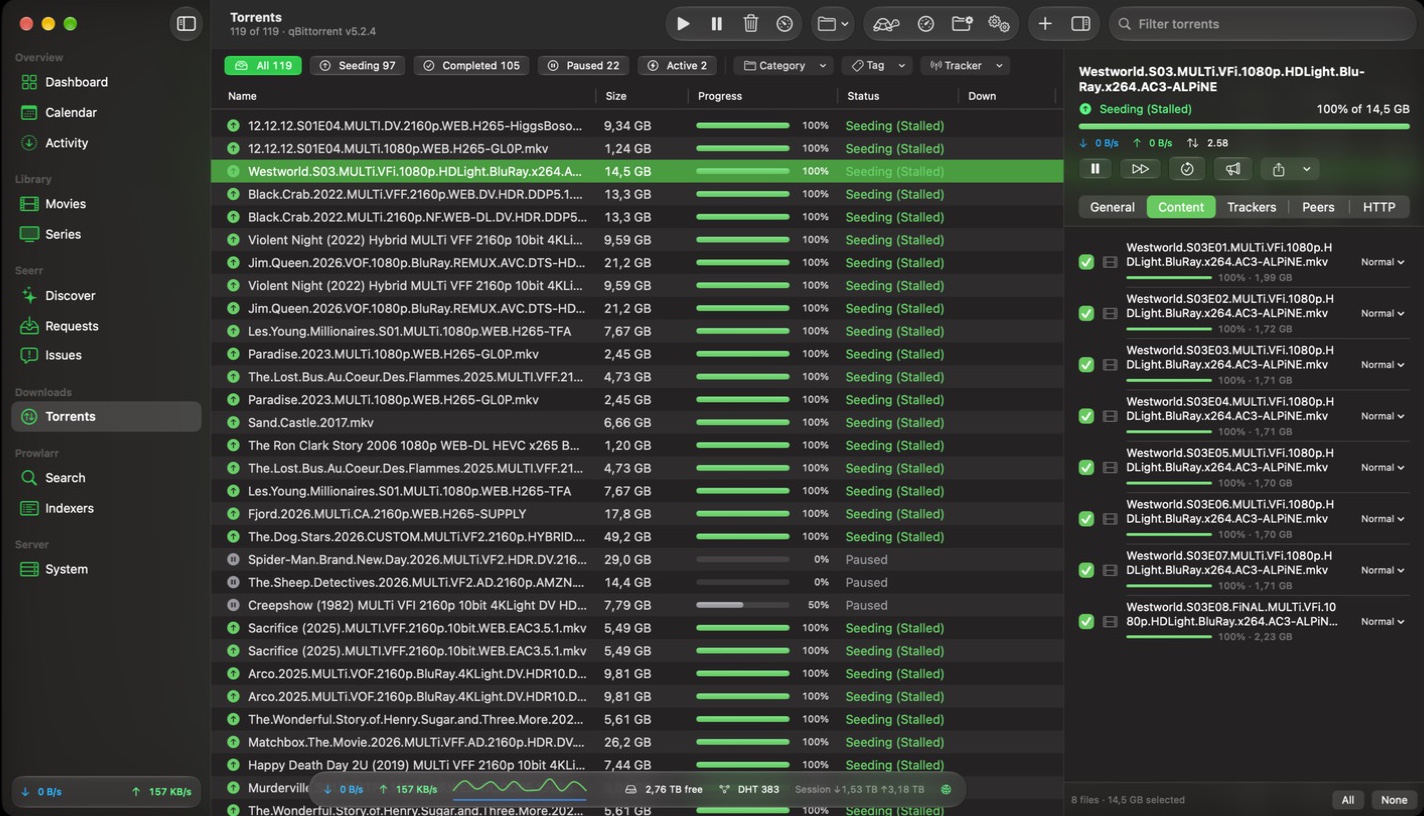 Torrents
119 of 119 · qBittorrent v5.2.4
Filter torrents
Overview
Dashboard
Calendar
Activity
Library
Movies
Series
Seerr
Discover
Requests
Issues
Downloads
Torrents
Prowlarr
Search
Indexers
Server
System
↓ 0 B/s ↑ 157 KB/s
All 119 Seeding 97 Completed 105 Paused 22 Active 2 Category Tag Tracker
Name Size Progress Status Down
12.12.12.S01E04.MULTI.DV.2160p.WEB.H265-HiggsBoso... 9,34 GB 100% Seeding (Stalled)
12.12.12.S01E04.MULTi.1080p.WEB.H265-GL0P.mkv 1,24 GB 100% Seeding (Stalled)
Westworld.S03.MULTi.VFi.1080p.HDLight.BluRay.x264.A... 14,5 GB 100% Seeding (Stalled)
Black.Crab.2022.MULTi.VFF.2160p.WEB.DV.HDR.DDP5.1.... 13,3 GB 100% Seeding (Stalled)
Black.Crab.2022.MULTi.2160p.NF.WEB-DL.DV.HDR.DDP5... 13,3 GB 100% Seeding (Stalled)
Violent Night (2022) Hybrid MULTi VFF 2160p 10bit 4KLi... 9,59 GB 100% Seeding (Stalled)
Jim.Queen.2026.VOF.1080p.BluRay.REMUX.AVC.DTS-HD... 21,2 GB 100% Seeding (Stalled)
Violent Night (2022) Hybrid MULTi VFF 2160p 10bit 4KLi... 9,59 GB 100% Seeding (Stalled)
Jim.Queen.2026.VOF.1080p.BluRay.REMUX.AVC.DTS-HD... 21,2 GB 100% Seeding (Stalled)
Les.Young.Millionaires.S01.MULTi.1080p.WEB.H265-TFA 7,67 GB 100% Seeding (Stalled)
Paradise.2023.MULTi.1080p.WEB.H265-GL0P.mkv 2,45 GB 100% Seeding (Stalled)
The.Lost.Bus.Au.Coeur.Des.Flammes.2025.MULTI.VFF.21... 4,73 GB 100% Seeding (Stalled)
Paradise.2023.MULTi.1080p.WEB.H265-GL0P.mkv 2,45 GB 100% Seeding (Stalled)
Sand.Castle.2017.mkv 6,66 GB 100% Seeding (Stalled)
The Ron Clark Story 2006 1080p WEB-DL HEVC x265 B... 1,20 GB 100% Seeding (Stalled)
The.Lost.Bus.Au.Coeur.Des.Flammes.2025.MULTI.VFF.21... 4,73 GB 100% Seeding (Stalled)
Les.Young.Millionaires.S01.MULTi.1080p.WEB.H265-TFA 7,67 GB 100% Seeding (Stalled)
Fjord.2026.MULTi.CA.2160p.WEB.H265-SUPPLY 17,8 GB 100% Seeding (Stalled)
The.Dog.Stars.2026.CUSTOM.MULTi.VF2.2160p.HYBRID.... 49,2 GB 100% Seeding (Stalled)
Spider-Man.Brand.New.Day.2026.MULTi.VF2.HDR.DV.216... 29,0 GB 0% Paused
The.Sheep.Detectives.2026.MULTi.VF2.AD.2160p.AMZN.... 14,4 GB 0% Paused
Creepshow (1982) MULTi VFI 2160p 10bit 4KLight DV HD... 7,79 GB 50% Paused
Sacrifice (2025).MULTI.VFF.2160p.10bit.WEB.EAC3.5.1.mkv 5,49 GB 100% Seeding (Stalled)
Sacrifice (2025).MULTI.VFF.2160p.10bit.WEB.EAC3.5.1.mkv 5,49 GB 100% Seeding (Stalled)
Arco.2025.MULTi.VOF.2160p.BluRay.4KLight.DV.HDR10.D... 9,81 GB 100% Seeding (Stalled)
Arco.2025.MULTi.VOF.2160p.BluRay.4KLight.DV.HDR10.D... 9,81 GB 100% Seeding (Stalled)
The.Wonderful.Story.of.Henry.Sugar.and.Three.More.202... 5,61 GB 100% Seeding (Stalled)
Matchbox.The.Movie.2026.MULTi.VFF.AD.2160p.HDR.DV.... 26,2 GB 100% Seeding (Stalled)
Happy Death Day 2U (2019) MULTi VFF 2160p 10bit 4KLi... 7,44 GB 100% Seeding (Stalled)
Murderville
↓ 0 B/s ↑ 157 KB/s 2,76 TB free DHT 383 Session ↓1,53 TB ↑3,18 TB
The.Wonderful.Story.of.Henry.Sugar.and.Three.More.202... 5,61 GB 100% Seeding (Stalled)
Westworld.S03.MULTi.VFi.1080p.HDLight.Blu-
Ray.x264.AC3-ALPiNE
Seeding (Stalled) 100% of 14,5 GB
↓ 0 B/s ↑ 0 B/s 2.58
General Content Trackers Peers HTTP
Westworld.S03E01.MULTi.VFi.1080p.H
DLight.BluRay.x264.AC3-ALPiNE.mkv Normal
100% · 1,99 GB
Westworld.S03E02.MULTi.VFi.1080p.H
DLight.BluRay.x264.AC3-ALPiNE.mkv Normal
100% · 1,72 GB
Westworld.S03E03.MULTi.VFi.1080p.H
DLight.BluRay.x264.AC3-ALPiNE.mkv Normal
100% · 1,71 GB
Westworld.S03E04.MULTi.VFi.1080p.H
DLight.BluRay.x264.AC3-ALPiNE.mkv Normal
100% · 1,71 GB
Westworld.S03E05.MULTi.VFi.1080p.H
DLight.BluRay.x264.AC3-ALPiNE.mkv Normal
100% · 1,70 GB
Westworld.S03E06.MULTi.VFi.1080p.H
DLight.BluRay.x264.AC3-ALPiNE.mkv Normal
100% · 1,70 GB
Westworld.S03E07.MULTi.VFi.1080p.H
DLight.BluRay.x264.AC3-ALPiNE.mkv Normal
100% · 1,71 GB
Westworld.S03E08.FiNAL.MULTi.VFi.10
80p.HDLight.BluRay.x264.AC3-ALPiN... Normal
100% · 2,23 GB
8 files · 14,5 GB selected All None